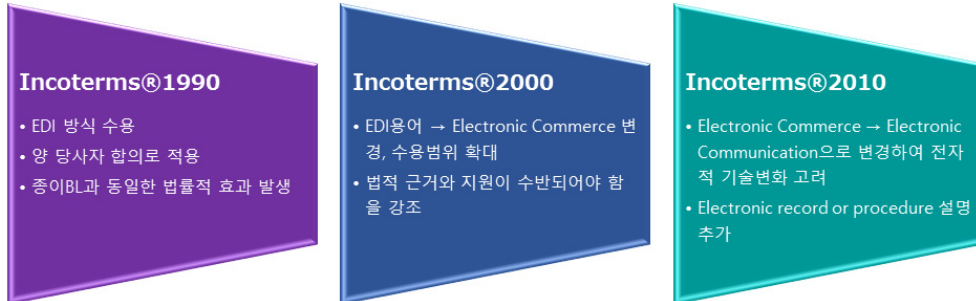 Incoterms®1990
• EDI 방식 수용
• 양 당사자 합의로 적용
• 종이BL과 동일한 법률적 효과 발생
Incoterms®2000
• EDI용어 → Electronic Commerce 변
경, 수용범위 확대
• 법적 근거와 지원이 수반되어야 함
을 강조
Incoterms®2010
• Electronic Commerce → Electronic
Communication으로 변경하여 전자
적 기술변화 고려
• Electronic record or procedure 설명
추가